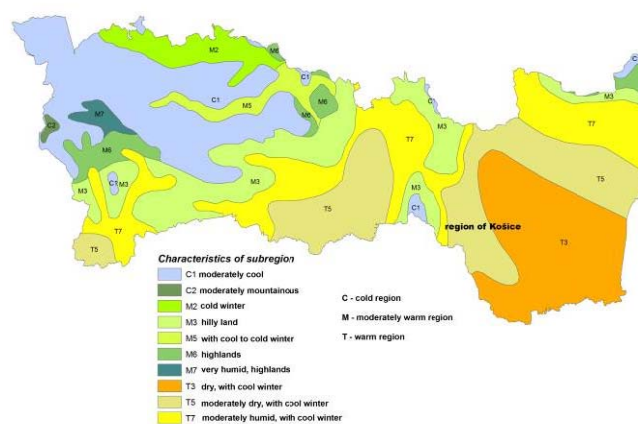 M2
M6
C1
C1
M5
M6
M6
M7
C2
M6
M3
C1
M3
M3
T7
T5
T5
T7
M3
M3
C1
C
M3
T7
T5
region of Košice
T3
Characteristics of subregion
C1 moderately cool
C2 moderately mountainous
M2 cold winter
M3 hilly land
M5 with cool to cold winter
M6 highlands
M7 very humid, highlands
T3 dry, with cool winter
T5 moderately dry, with cool winter
T7 moderately humid, with cool winter
C - cold region
M - moderately warm region
T - warm region